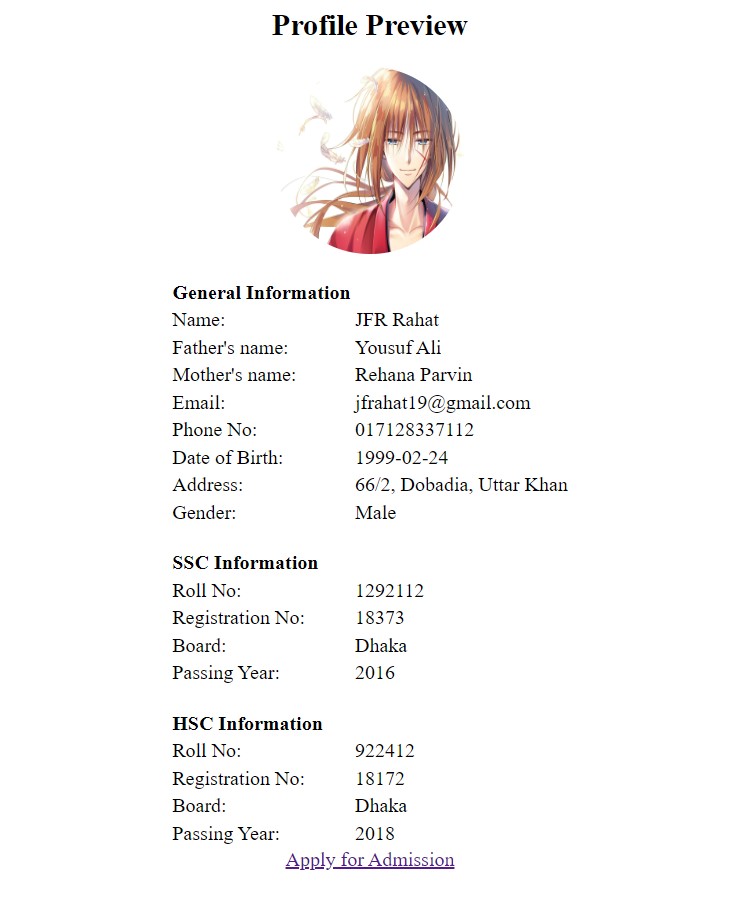 Profile Preview
General Information
Name: JFR Rahat
Father's name: Yousuf Ali
Mother's name: Rehana Parvin
Email: jfrahat19@gmail.com
Phone No: 017128337112
Date of Birth: 1999-02-24
Address: 66/2, Dobadia, Uttar Khan
Gender: Male
SSC Information
Roll No: 1292112
Registration No: 18373
Board: Dhaka
Passing Year: 2016
HSC Information
Roll No: 922412
Registration No: 18172
Board: Dhaka
Passing Year: 2018
Apply for Admission